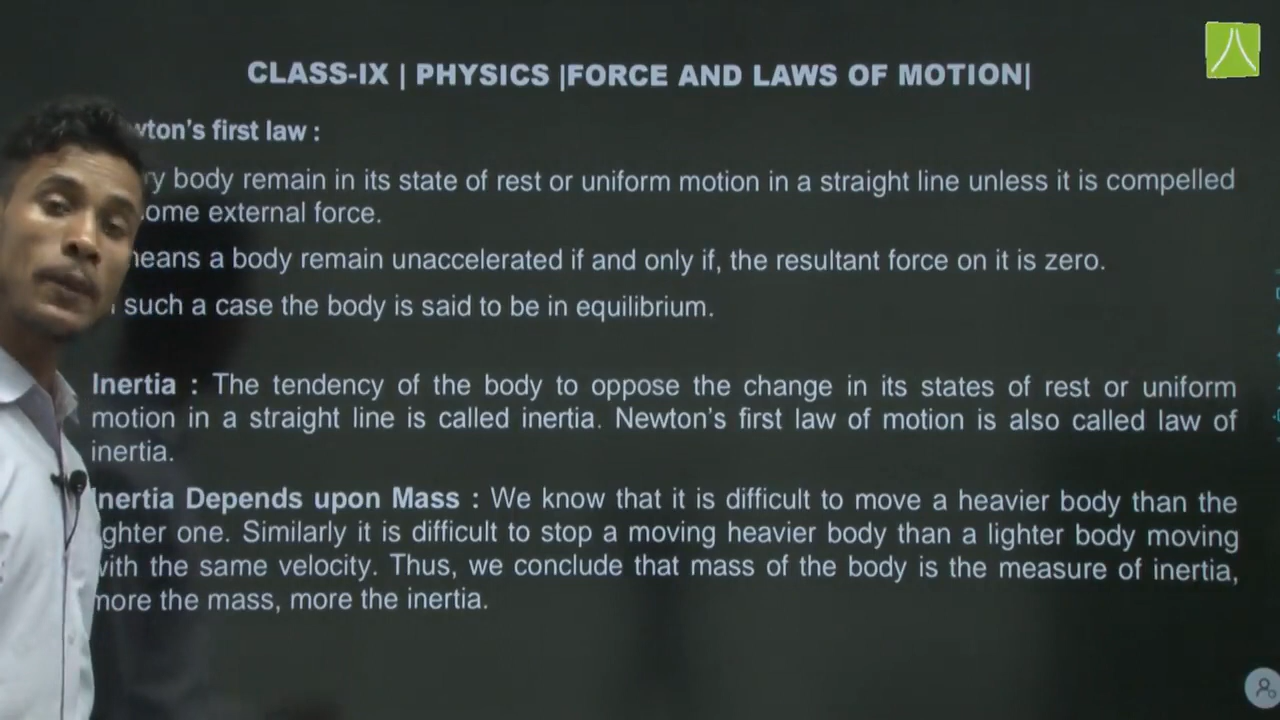 CLASS-IX | PHYSICS |FORCE AND LAWS OF MOTION|
wton's first law :
ry body remain in its state of rest or uniform motion in a straight line unless it is compelled
ome external force.
means a body remain unaccelerated if and only if, the resultant force on it is zero.
such a case the body is said to be in equilibrium.
Inertia : The tendency of the body to oppose the change in its states of rest or uniform
motion in a straight line is called inertia. Newton's first law of motion is also called law of
inertia.
Inertia Depends upon Mass : We know that it is difficult to move a heavier body than the
ghter one. Similarly it is difficult to stop a moving heavier body than a lighter body moving
with the same velocity. Thus, we conclude that mass of the body is the measure of inertia,
more the mass, more the inertia.